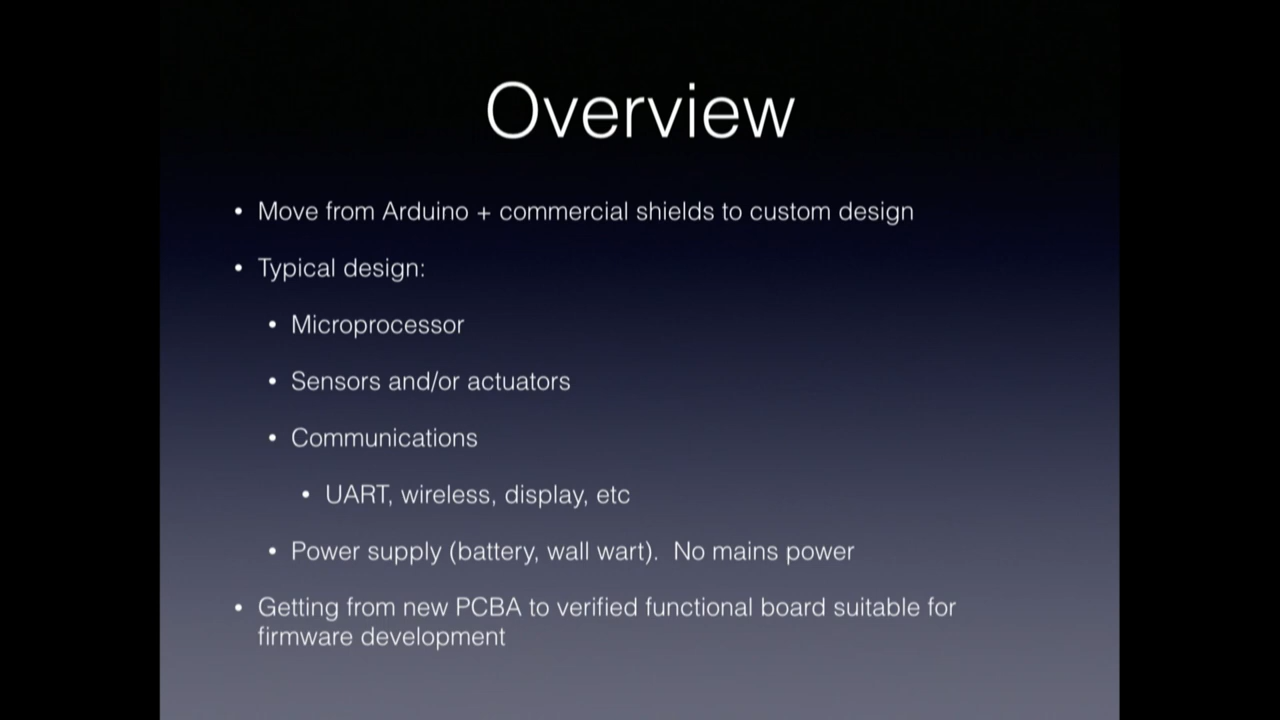 Overview
• Move from Arduino + commercial shields to custom design
• Typical design:
• Microprocessor
• Sensors and/or actuators
• Communications
• UART, wireless, display, etc
• Power supply (battery, wall wart).  No mains power
• Getting from new PCBA to verified functional board suitable for
firmware development